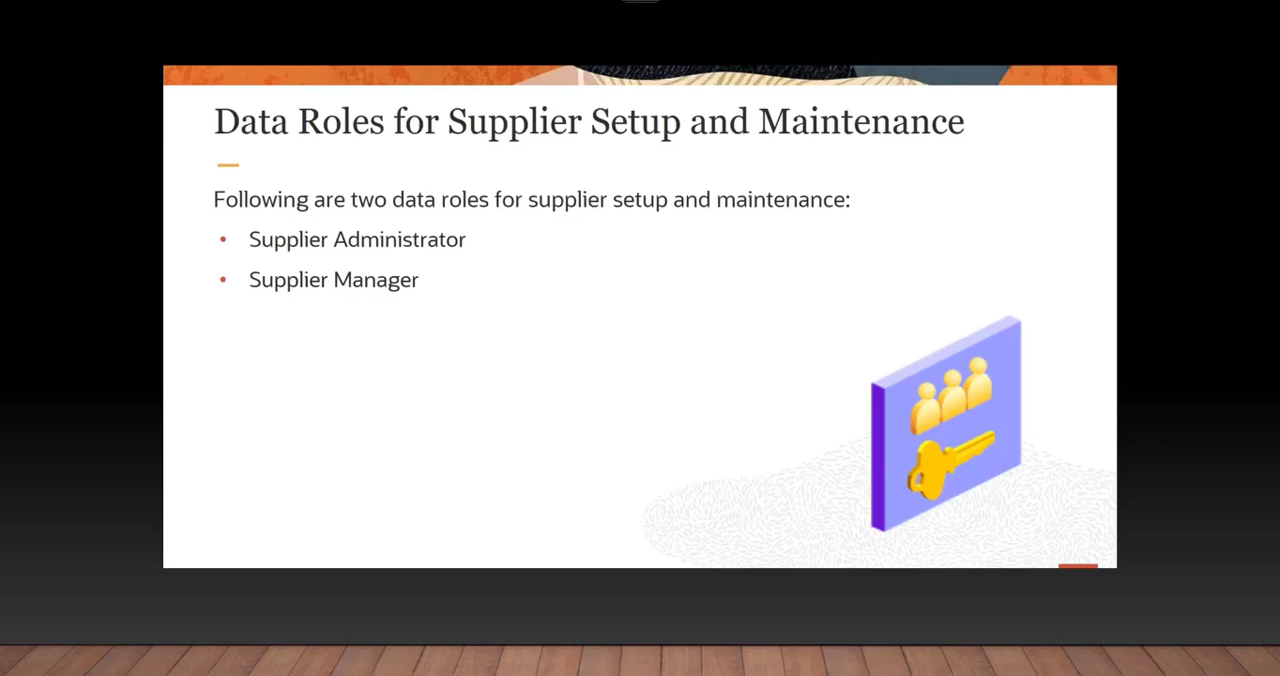 Data Roles for Supplier Setup and Maintenance
Following are two data roles for supplier setup and maintenance:
• Supplier Administrator
• Supplier Manager